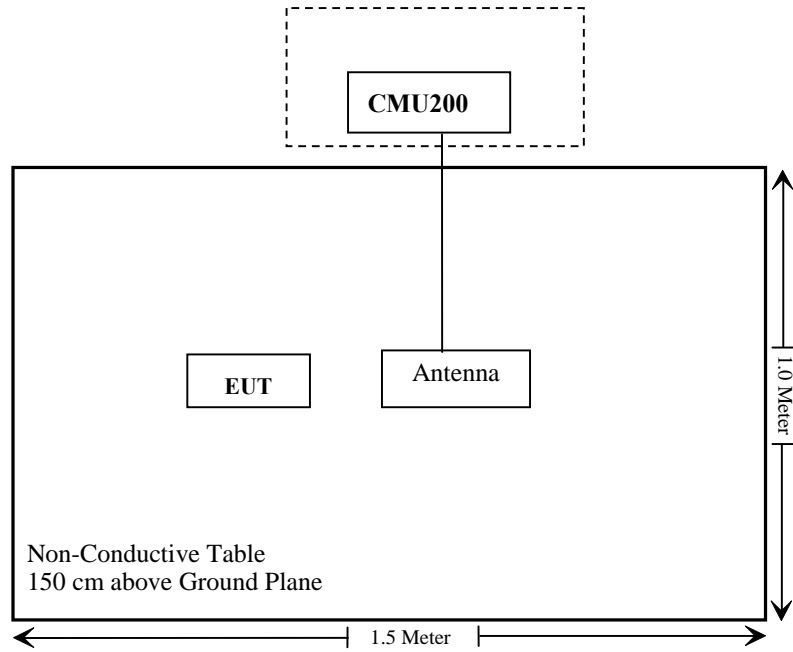 CMU200
EUT
Antenna
1.0 Meter
Non-Conductive Table
150 cm above Ground Plane
1.5 Meter